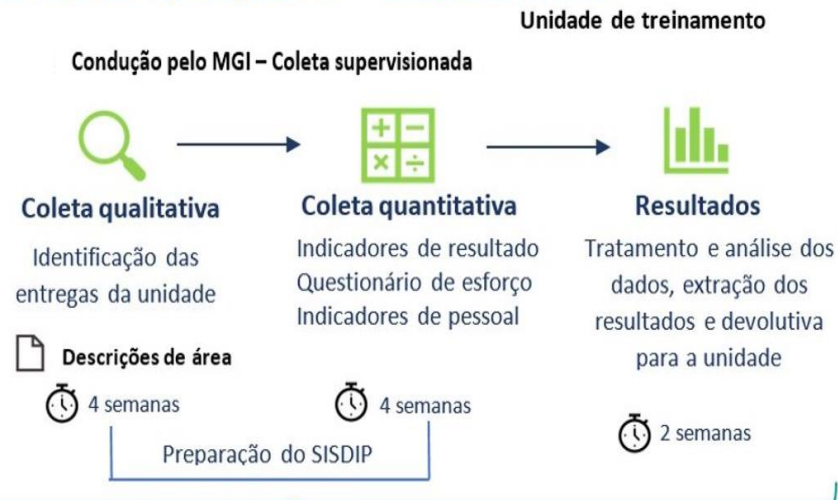 Unidade de treinamento
Condução pelo MGI – Coleta supervisionada
Coleta qualitativa
Identificação das
entregas da unidade
Descrições de área
4 semanas
Coleta quantitativa
Indicadores de resultado
Questionário de esforço
Indicadores de pessoal
4 semanas
Preparação do SISDIP
Resultados
Tratamento e análise dos
dados, extração dos
resultados e devolutiva
para a unidade
2 semanas